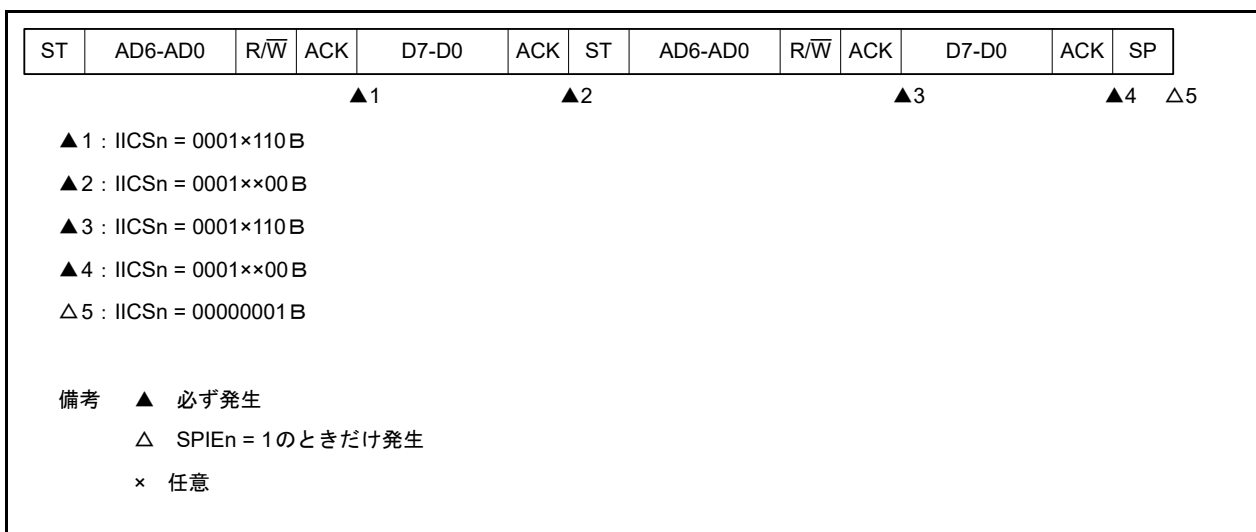 ST AD6-AD0 R/W̅ ACK D7-D0 ACK ST AD6-AD0 R/W̅ ACK D7-D0 ACK SP
▲1 ▲2 ▲3 ▲4 △5
▲1：IICSn = 0001×110B
▲2：IICSn = 0001××00B
▲3：IICSn = 0001×110B
▲4：IICSn = 0001××00B
△5：IICSn = 00000001B
備考 ▲ 必ず発生
△ SPIEn = 1のときだけ発生
× 任意